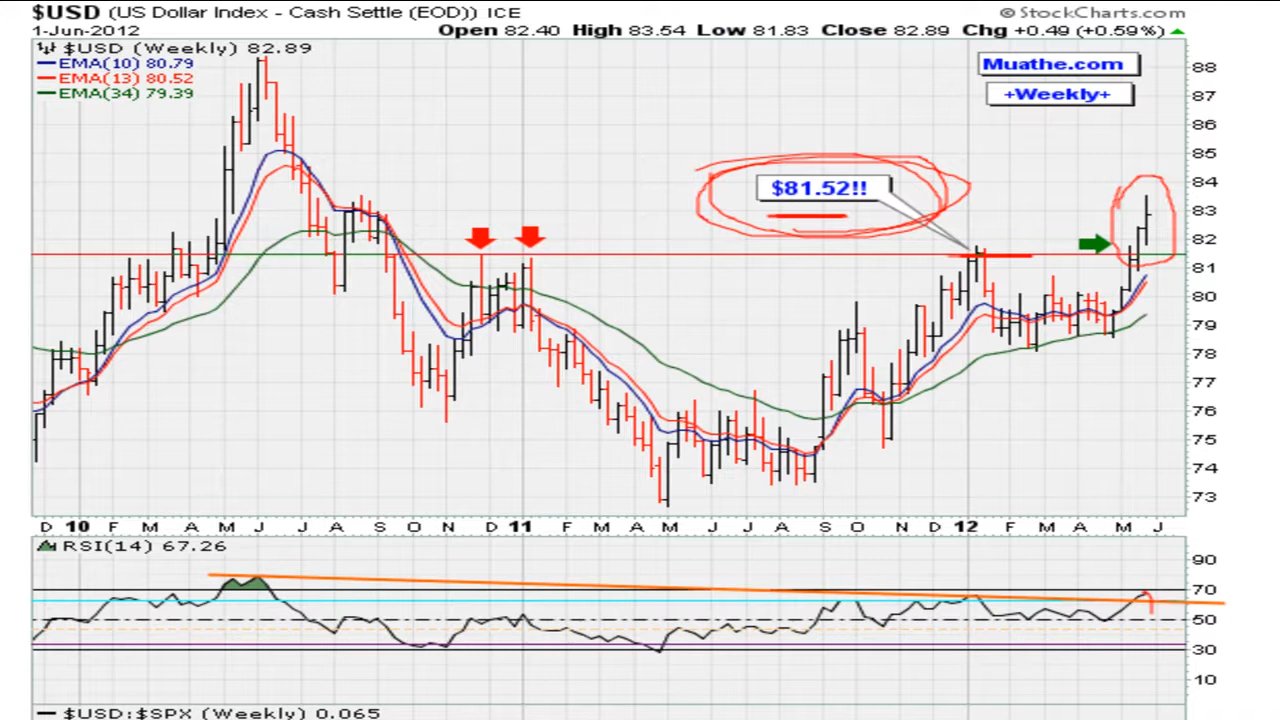 $USD (US Dollar Index - Cash Settle (EOD)) ICE
© StockCharts.com
1-Jun-2012
Open 82.40 High 83.54 Low 81.83 Close 82.89 Chg +0.49 (+0.59%)
$USD (Weekly) 82.89
EMA(10) 80.79
EMA(13) 80.52
EMA(34) 79.39
Muathe.com
+Weekly+
$81.52!!
88
87
86
85
84
83
82
81
80
79
78
77
76
75
74
73
D 10 F M A M J J A S O N D 11 F M A M J J A S O N D 12 F M A M J
RSI(14) 67.26
90
70
50
30
10
$USD:$SPX (Weekly) 0.065